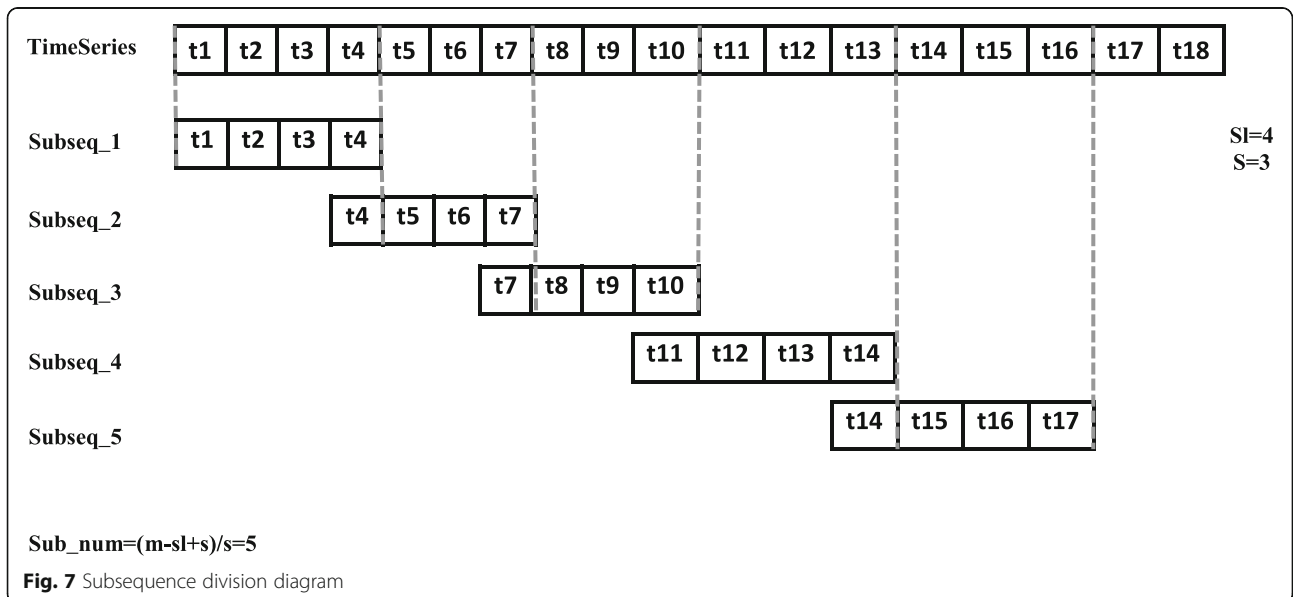 TimeSeries t1 t2 t3 t4 t5 t6 t7 t8 t9 t10 t11 t12 t13 t14 t15 t16 t17 t18
Subseq_1 t1 t2 t3 t4
Sl=4
S=3
Subseq_2 t4 t5 t6 t7
Subseq_3 t7 t8 t9 t10
Subseq_4 t11 t12 t13 t14
Subseq_5 t14 t15 t16 t17
Sub_num=(m-sl+s)/s=5
Fig. 7 Subsequence division diagram